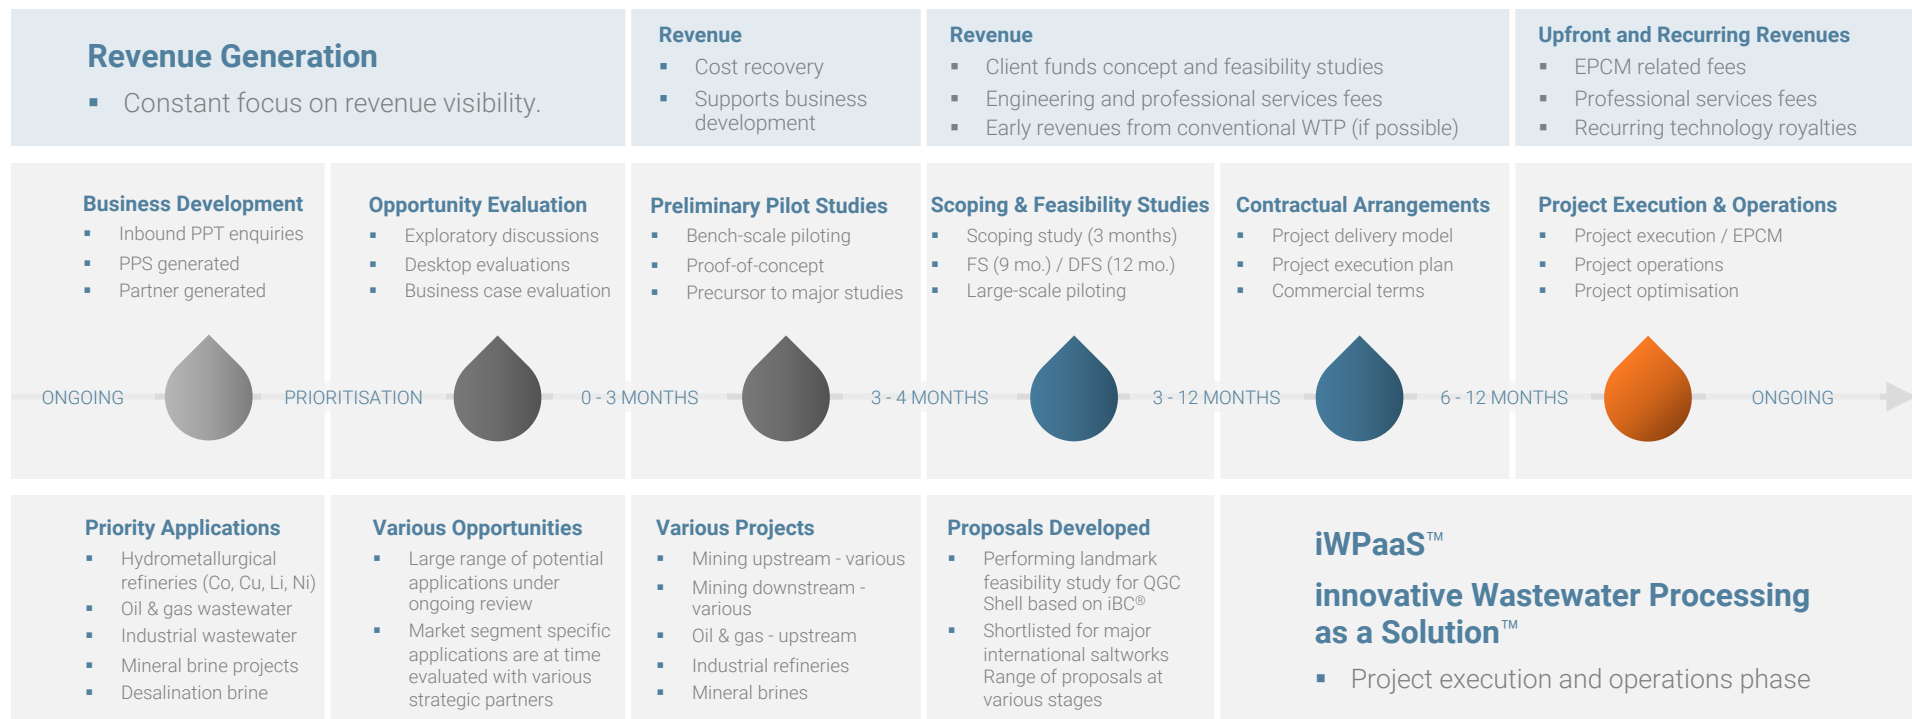 Revenue Generation
▪ Constant focus on revenue visibility.
Revenue
▪ Cost recovery
▪ Supports business
development
Revenue
▪ Client funds concept and feasibility studies
▪ Engineering and professional services fees
▪ Early revenues from conventional WTP (if possible)
Upfront and Recurring Revenues
▪ EPCM related fees
▪ Professional services fees
▪ Recurring technology royalties
Business Development
▪ Inbound PPT enquiries
▪ PPS generated
▪ Partner generated
Opportunity Evaluation
▪ Exploratory discussions
▪ Desktop evaluations
▪ Business case evaluation
Preliminary Pilot Studies
▪ Bench-scale piloting
▪ Proof-of-concept
▪ Precursor to major studies
Scoping & Feasibility Studies
▪ Scoping study (3 months)
▪ FS (9 mo.) / DFS (12 mo.)
▪ Large-scale piloting
Contractual Arrangements
▪ Project delivery model
▪ Project execution plan
▪ Commercial terms
Project Execution & Operations
▪ Project execution / EPCM
▪ Project operations
▪ Project optimisation
ONGOING
PRIORITISATION
0 - 3 MONTHS
3 - 4 MONTHS
3 - 12 MONTHS
6 - 12 MONTHS
ONGOING
Priority Applications
▪ Hydrometallurgical
refineries (Co, Cu, Li, Ni)
▪ Oil & gas wastewater
▪ Industrial wastewater
▪ Mineral brine projects
▪ Desalination brine
Various Opportunities
▪ Large range of potential
applications under
ongoing review
▪ Market segment specific
applications are at time
evaluated with various
strategic partners
Various Projects
▪ Mining upstream - various
▪ Mining downstream -
various
▪ Oil & gas - upstream
▪ Industrial refineries
▪ Mineral brines
Proposals Developed
▪ Performing landmark
feasibility study for QGC
Shell based on iBC®
▪ Shortlisted for major
international saltworks
Range of proposals at
various stages
iWPaaS™
innovative Wastewater Processing
as a Solution™
▪ Project execution and operations phase